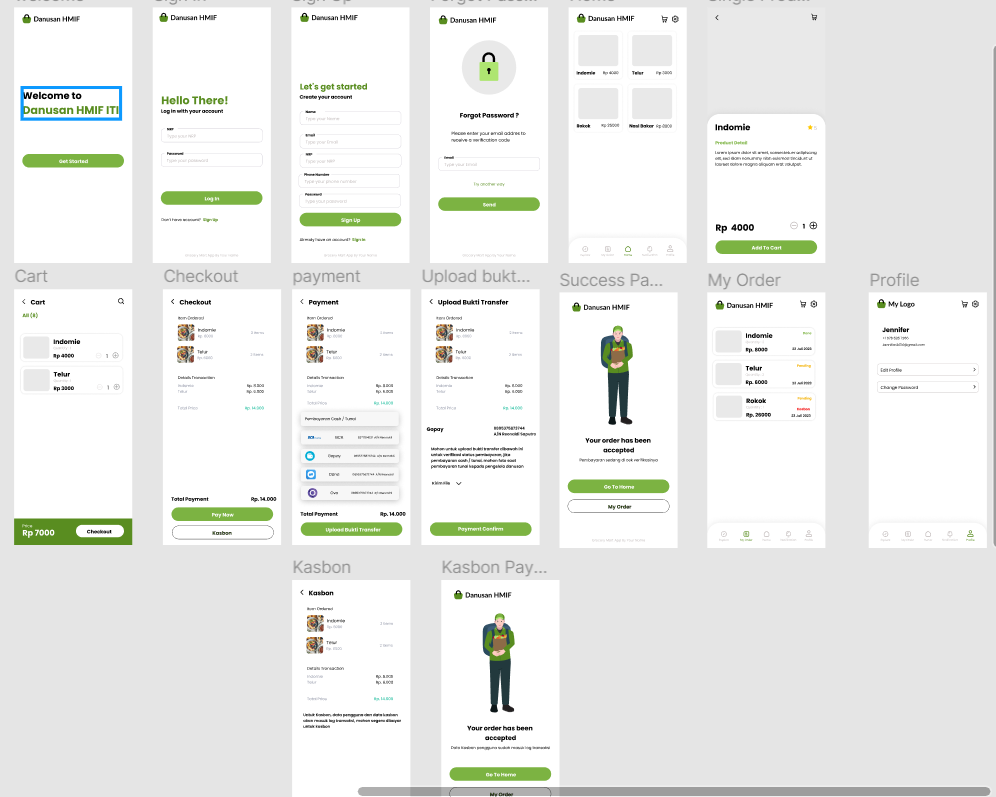 Welcome
Sign In
Sign Up
Forgot Pass...
Home
Single Prod...
Welcome to
Danusan HMIF ITI
Get Started
Danusan HMIF
Hello There!
Log in with your account
NRP
Type your NRP
Password
Type your password
Log In
Don't have account? Sign Up
Danusan HMIF
Let's get started
Create your account
Name
Type your Name
Email
Type your Email
NRP
Type your NRP
Phone Number
Type your phone number
Password
Type your password
Sign Up
Already have an account? Sign In
Danusan HMIF
Forgot Password ?
Please enter your email addres to
receive a verification code
Email
Type your Email
Try another way
Send
Danusan HMIF
Indomie Rp 4000
Telur Rp 3000
Rokok Rp 26000
Nasi Bakar Rp 8000
Indomie
5
Product Detail
Lorem ipsum dolor sit amet, consectetuer adipiscing
elit, sed diam nonummy nibh euismod tincidunt ut
laoreet dolore magna aliquam erat volutpat.
Rp 4000
1
Add To Cart
Cart
Cart
All (6)
Indomie
Rp 4000
1
Telur
Rp 3000
1
Price
Rp 7000
Checkout
Checkout
Checkout
Item Ordered
Indomie
2 Items
Telur
2 Items
Details Transaction
Indomie Rp. 8.000
Telur Rp. 6.000
Total Price Rp. 14.000
Total Payment Rp. 14.000
Pay Now
Kasbon
payment
Payment
Item Ordered
Indomie
2 Items
Telur
2 Items
Details Transaction
Indomie Rp. 8.000
Telur Rp. 6.000
Total Price Rp. 14.000
Pembayaran Cash / Tunai
BCA
Gopay
Dana
Ovo
Total Payment Rp. 14.000
Upload Bukti Transfer
Upload bukt...
Upload Bukti Transfer
Item Ordered
Indomie
2 Items
Telur
2 Items
Details Transaction
Indomie Rp. 8.000
Telur Rp. 6.000
Total Price Rp. 14.000
Gopay
Mohon untuk upload bukti transfer dibawah ini
untuk verifikasi status pembayaran, jika
pembayaran cash / tunai, mohon foto saat
pembayaran tunai kepada pengelola danusan
Kirim File
Payment Confirm
Success Pa...
Danusan HMIF
Your order has been
accepted
Pembayaran sedang di cek verifikasinya
Go To Home
My Order
My Order
Danusan HMIF
Indomie
Rp. 8000
23 Juli 2023
Telur
Pending
Rp. 6000
23 Juli 2023
Rokok
Pending
Kasbon
Rp. 26000
23 Juli 2023
Profile
My Logo
Jennifer
Edit Profile
Change Password
Profile
Kasbon
Kasbon
Item Ordered
Indomie
2 Items
Telur
2 Items
Details Transaction
Indomie Rp. 8.000
Telur Rp. 6.000
Total Price Rp. 14.000
Untuk Kasbon, data pengguna dan data kasbon
akan masuk log transaksi, mohon segera dibayar
untuk kasbon
Kasbon Pay...
Danusan HMIF
Your order has been
accepted
Data kasbon pengguna sudah masuk log transaksi
Go To Home
My Order